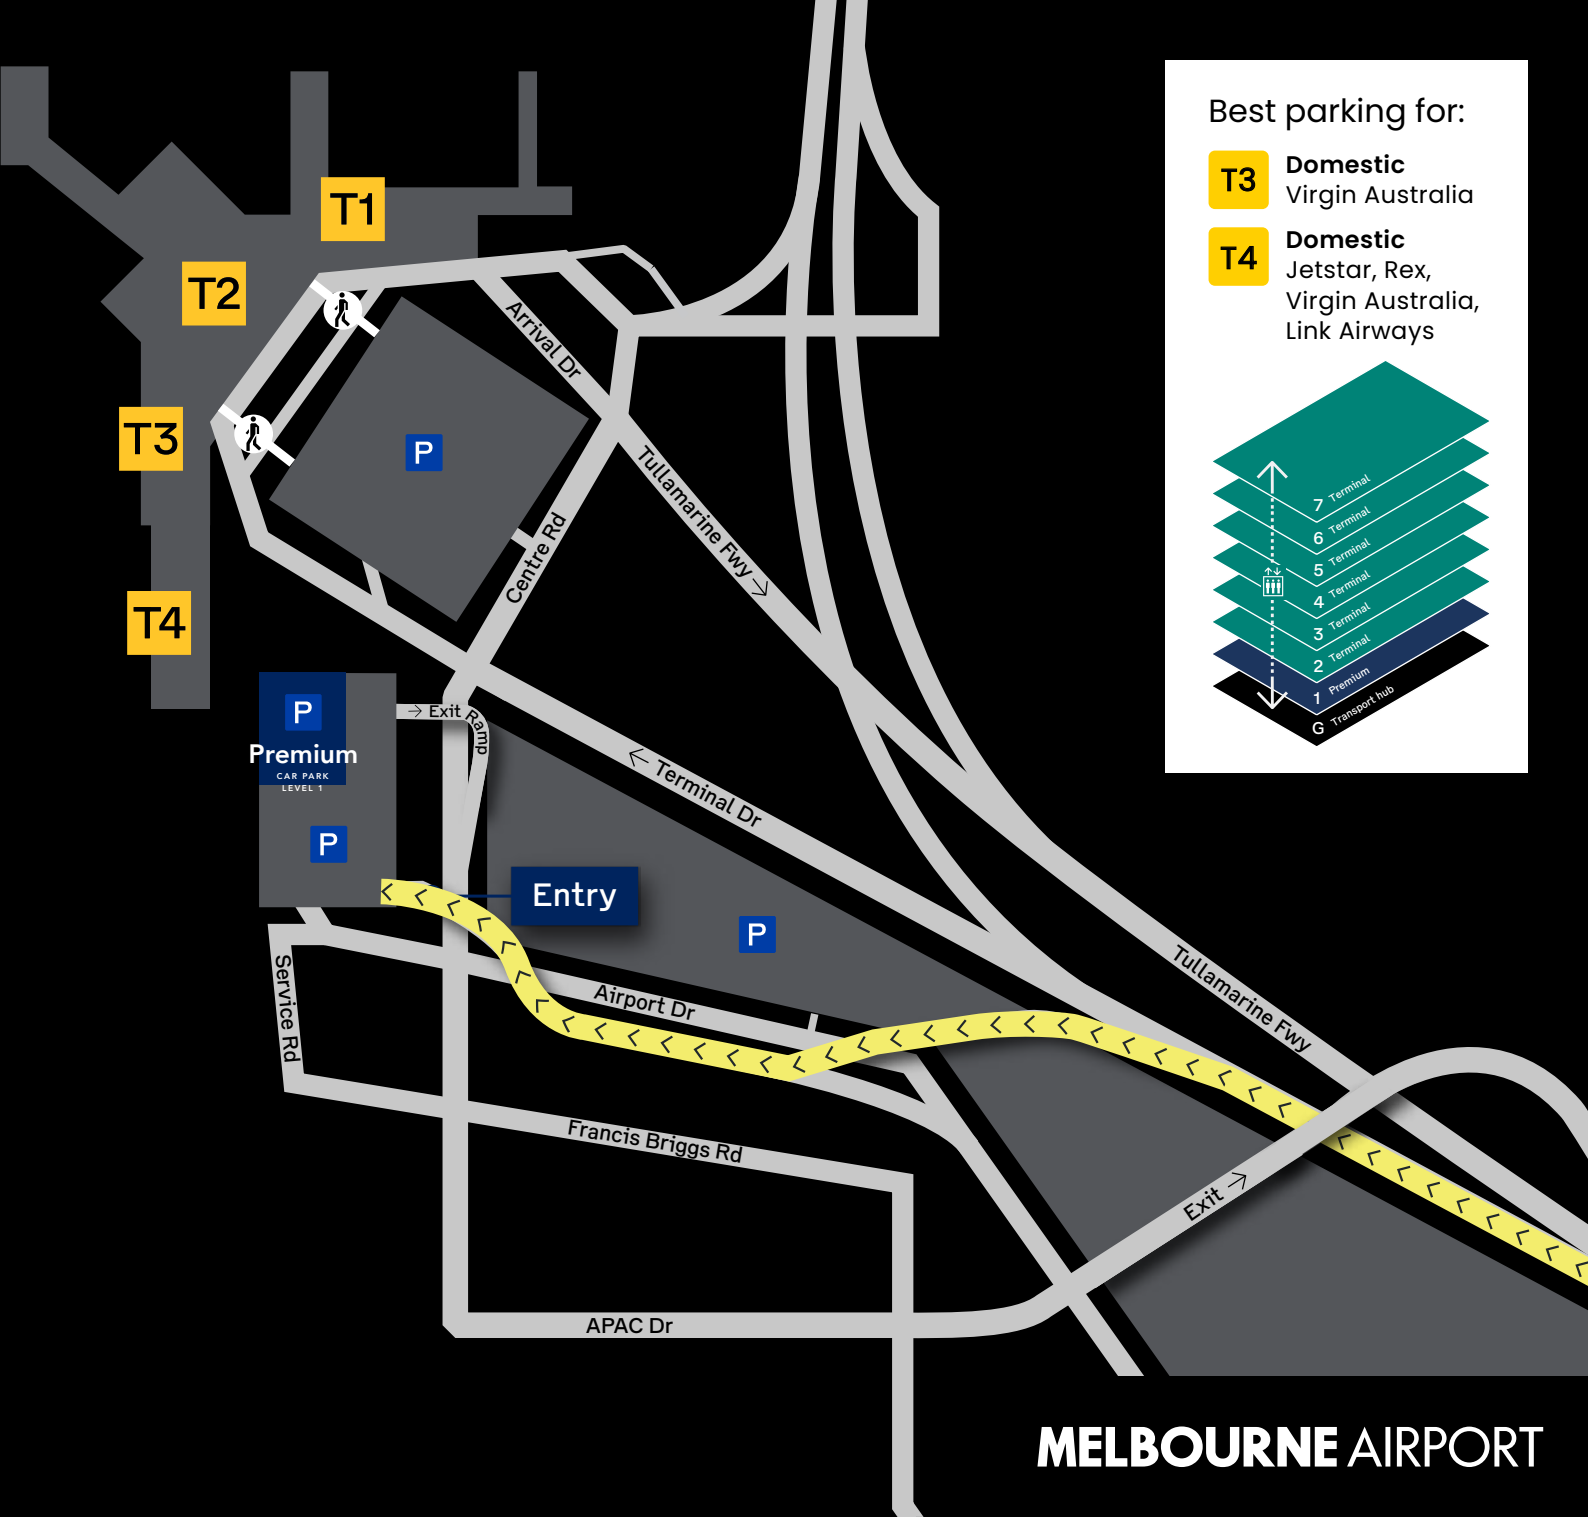 T1
T2
T3
T4
P
Arrival Dr
Tullamarine Fwy
Centre Rd
P
Premium
CAR PARK
LEVEL 1
P
Exit Ramp
Terminal Dr
Entry
P
Airport Dr
Service Rd
Francis Briggs Rd
Tullamarine Fwy
Exit
APAC Dr
Best parking for:
T3
Domestic
Virgin Australia
T4
Domestic
Jetstar, Rex,
Virgin Australia,
Link Airways
7 Terminal
6 Terminal
5 Terminal
4 Terminal
3 Terminal
2 Terminal
1 Premium
G Transport hub
MELBOURNE AIRPORT